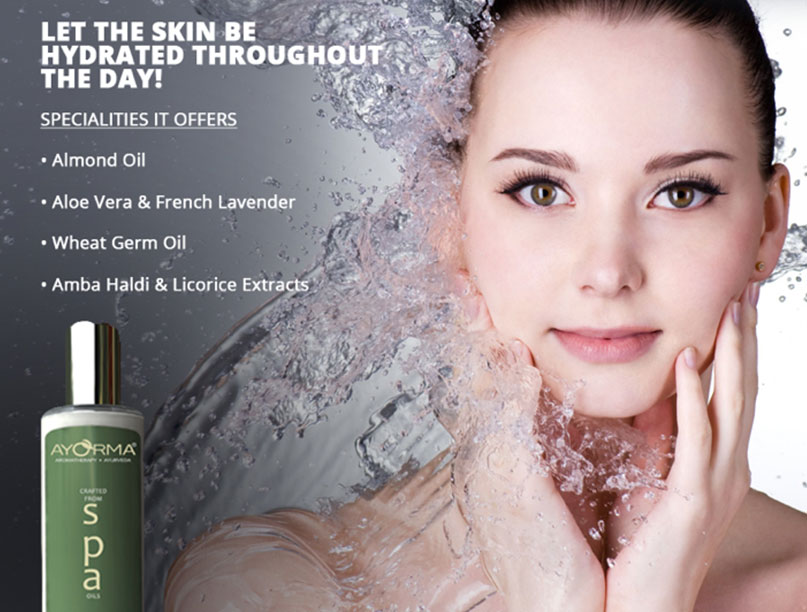 LET THE SKIN BE
HYDRATED THROUGHOUT
THE DAY!
SPECIALITIES IT OFFERS
• Almond Oil
• Aloe Vera & French Lavender
• Wheat Germ Oil
• Amba Haldi & Licorice Extracts
AYORMA®
AROMATHERAPY + AYURVEDA
CRAFTED
FROM
spa
OILS